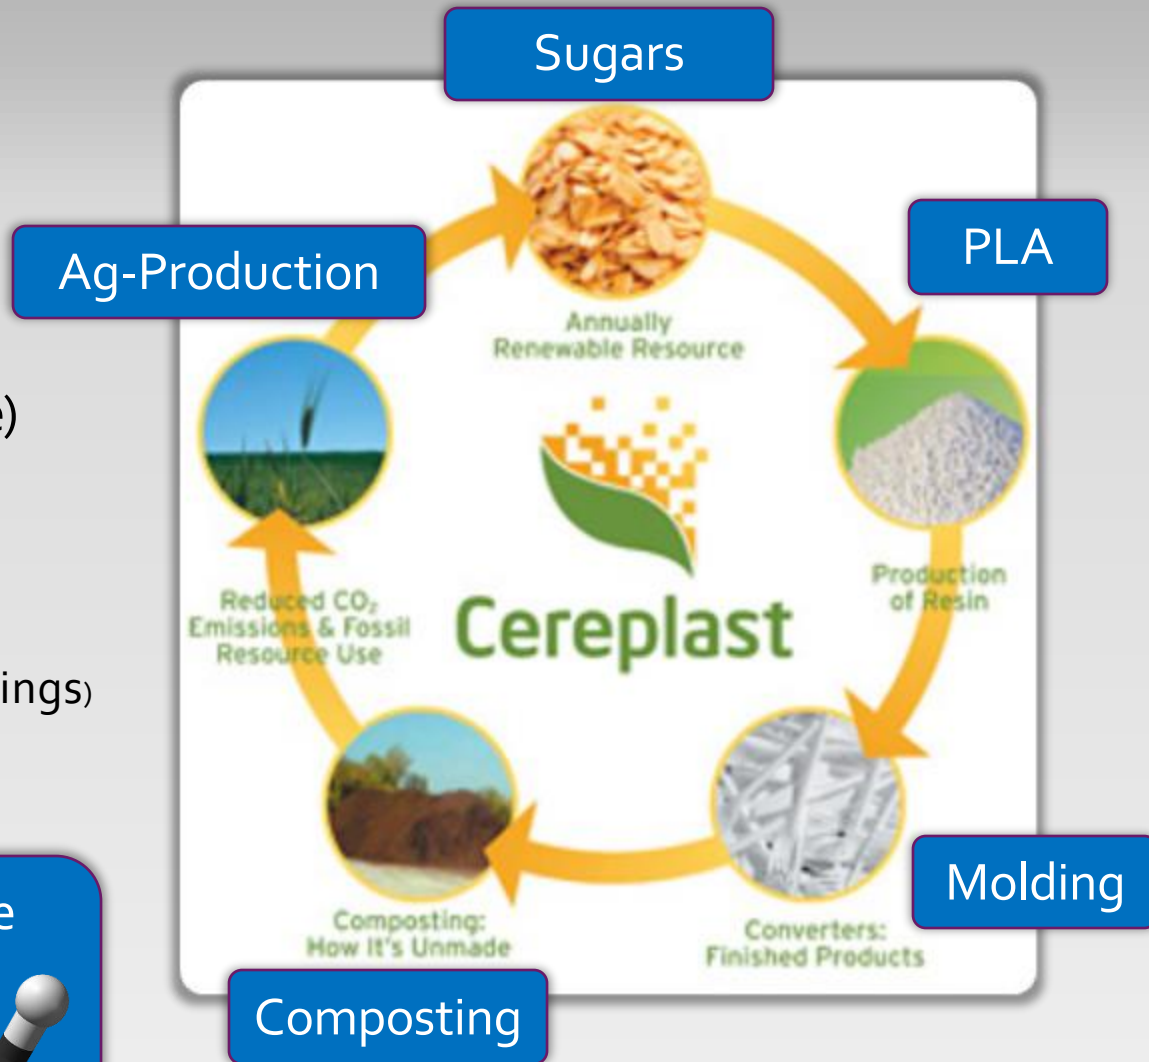 Sugars
Ag-Production
PLA
Annually
Renewable Resource
Production
of Resin
Reduced CO₂
Emissions & Fossil
Resource Use
Cereplast
Molding
Converters:
Finished Products
Composting:
How It's Unmade
Composting
e)
ings)
e